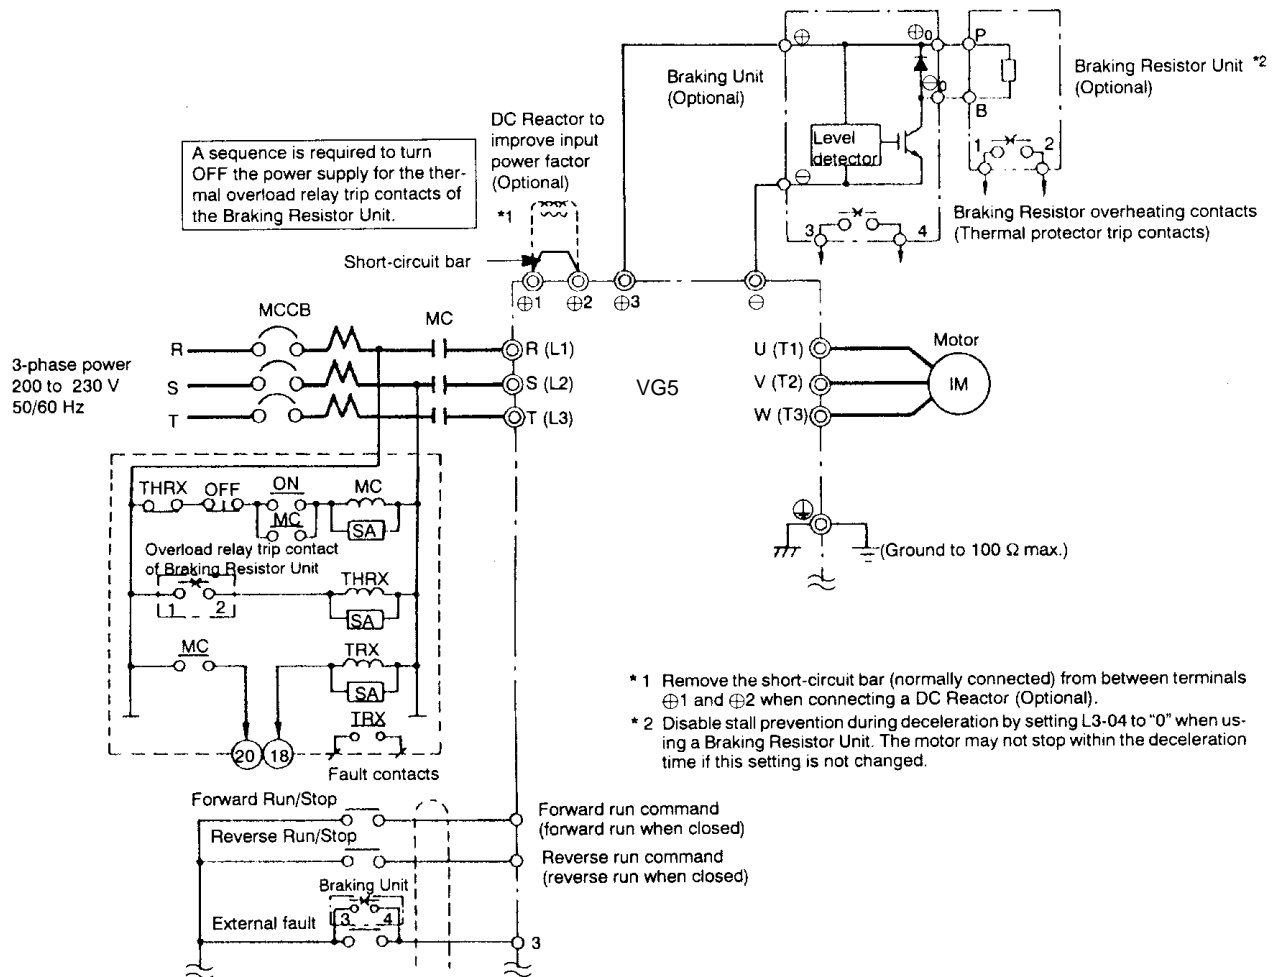 Braking Unit
(Optional)
⊕
⊕0
⊖0
⊖
P
B
Level
detector
3
4
1
2
Braking Resistor Unit *2
(Optional)
Braking Resistor overheating contacts
(Thermal protector trip contacts)
DC Reactor to
improve input
power factor
(Optional)
*1
A sequence is required to turn
OFF the power supply for the ther-
mal overload relay trip contacts of
the Braking Resistor Unit.
Short-circuit bar
⊕1
⊕2
⊕3
⊖
MCCB
MC
3-phase power
200 to 230 V
50/60 Hz
R
S
T
R (L1)
S (L2)
T (L3)
VG5
U (T1)
V (T2)
W (T3)
Motor
IM
(Ground to 100 Ω max.)
THRX
OFF
ON
MC
MC
SA
Overload relay trip contact
of Braking Resistor Unit
1
2
THRX
SA
MC
TRX
SA
TRX
20
18
Fault contacts
* 1 Remove the short-circuit bar (normally connected) from between terminals
⊕1 and ⊕2 when connecting a DC Reactor (Optional).
* 2 Disable stall prevention during deceleration by setting L3-04 to "0" when us-
ing a Braking Resistor Unit. The motor may not stop within the deceleration
time if this setting is not changed.
Forward Run/Stop
Forward run command
(forward run when closed)
Reverse Run/Stop
Reverse run command
(reverse run when closed)
Braking Unit
3
4
External fault
3